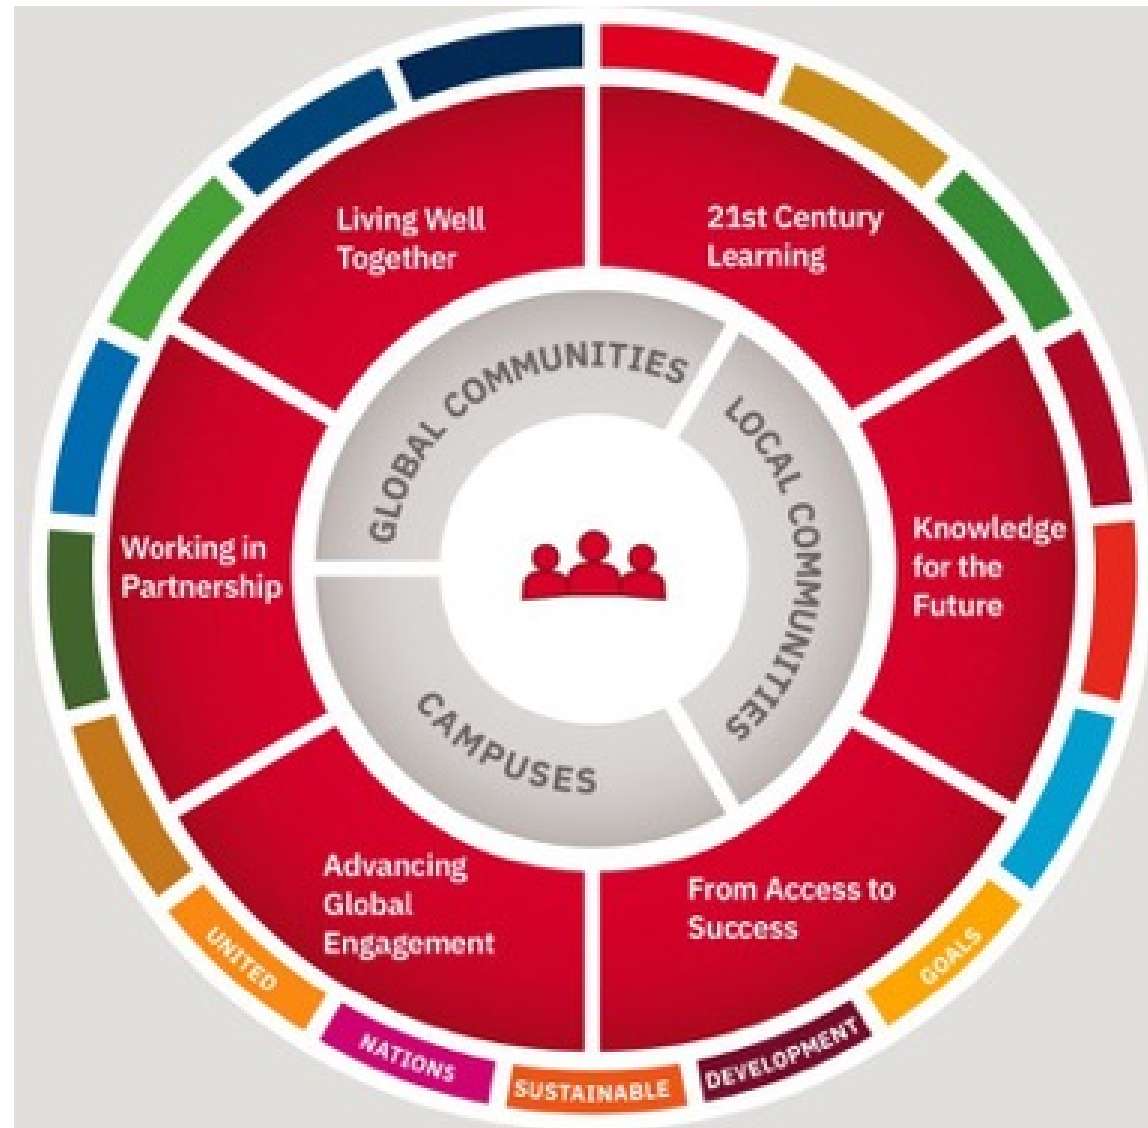 Living Well
Together
21st Century
Learning
GLOBAL COMMUNITIES
LOCAL COMMUNITIES
Working in
Partnership
Knowledge
for the
Future
CAMPUSES
Advancing
Global
Engagement
From Access to
Success
UNITED
NATIONS
SUSTAINABLE
DEVELOPMENT
GOALS